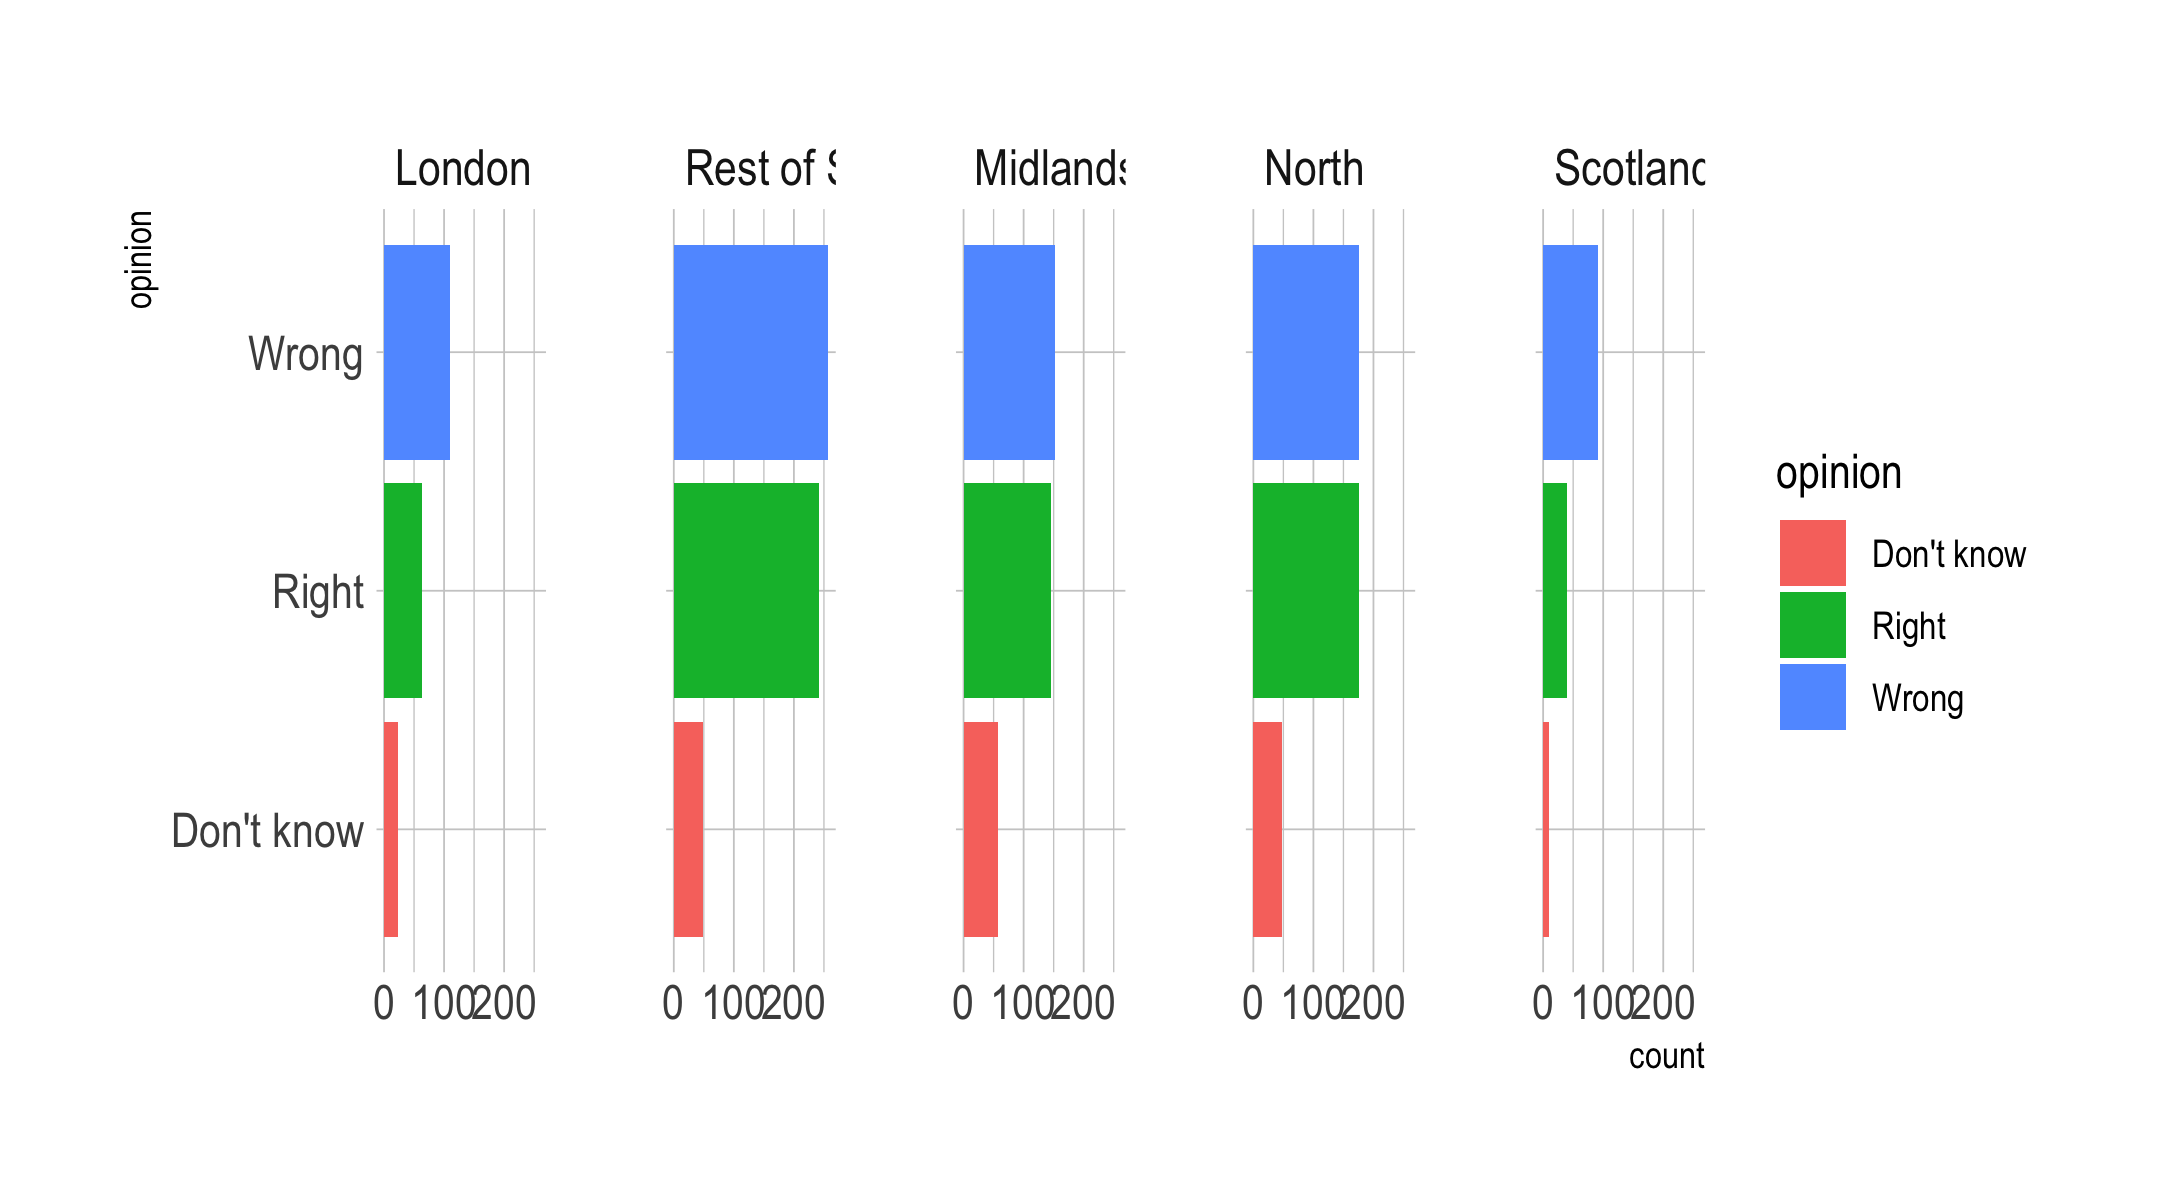 London Rest of S Midlands North Scotland
opinion
Wrong
Right
Don't know
0 100 200 0 100 200 0 100 200 0 100 200 0 100 200
count
opinion
Don't know
Right
Wrong